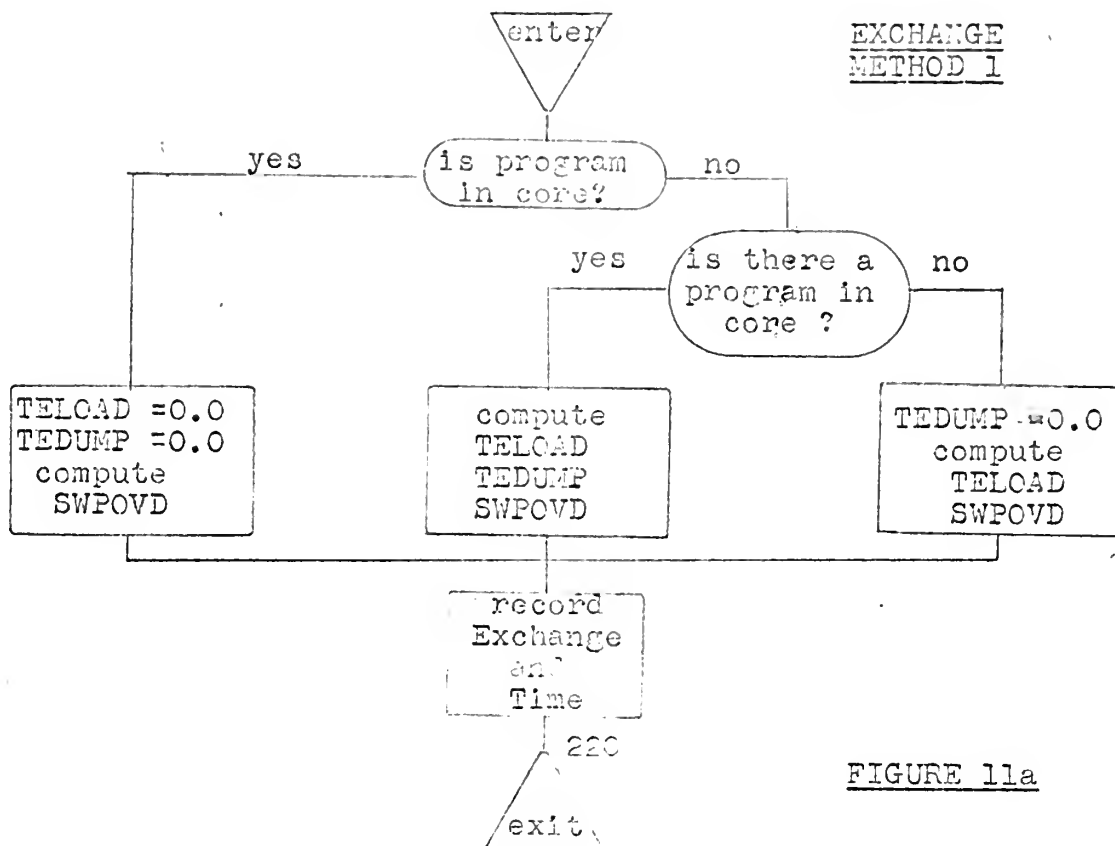 enter
EXCHANGE
METHOD 1
yes
is program
in core?
no
yes
is there a
program in
core ?
no
TELOAD =0.0
TEDUMP =0.0
compute
SWPOVD
compute
TELOAD
TEDUMP
SWPOVD
TEDUMP =0.0
compute
TELOAD
SWPOVD
record
Exchange
and
Time
220
exit
FIGURE 11a